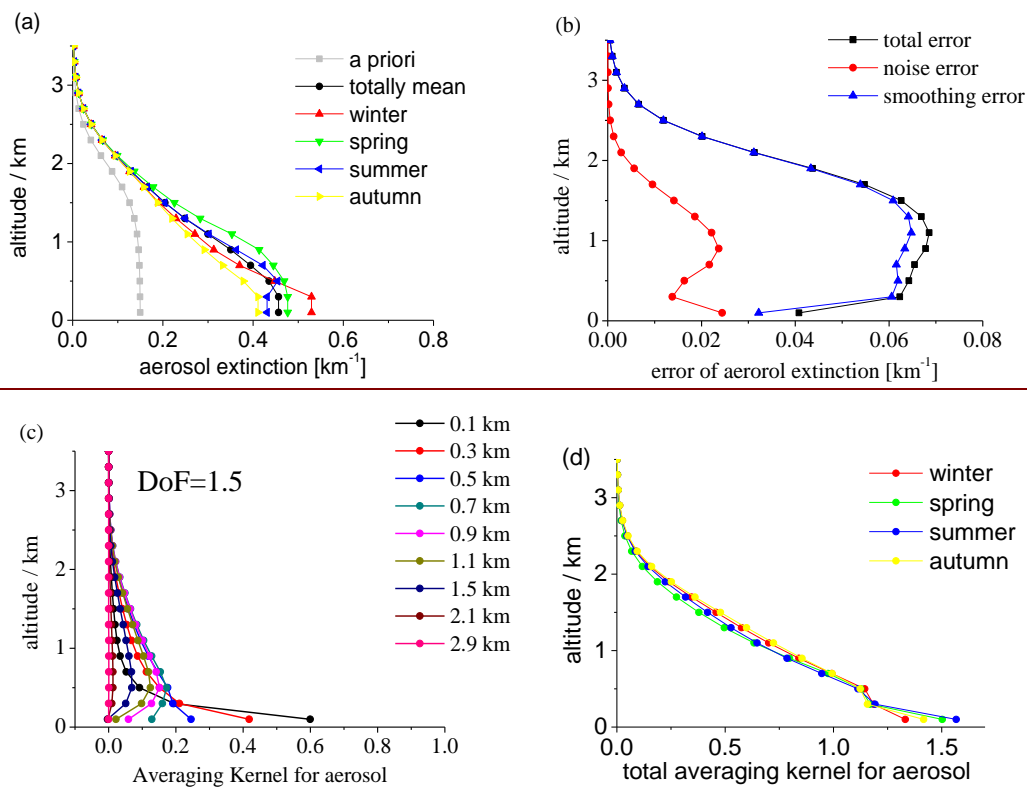 (a)
a priori
totally mean
winter
spring
summer
autumn
altitude / km
3
2
1
0
0.0 0.2 0.4 0.6 0.8
aerosol extinction [km-1]
(b)
total error
noise error
smoothing error
altitude / km
3
2
1
0
0.00 0.02 0.04 0.06 0.08
error of aerorol extinction [km-1]
(c)
DoF=1.5
0.1 km
0.3 km
0.5 km
0.7 km
0.9 km
1.1 km
1.5 km
2.1 km
2.9 km
altitude / km
3
2
1
0
0.0 0.2 0.4 0.6 0.8 1.0
Averaging Kernel for aerosol
(d)
winter
spring
summer
autumn
altitude / km
3
2
1
0
0.0 0.5 1.0 1.5
total averaging kernel for aerosol